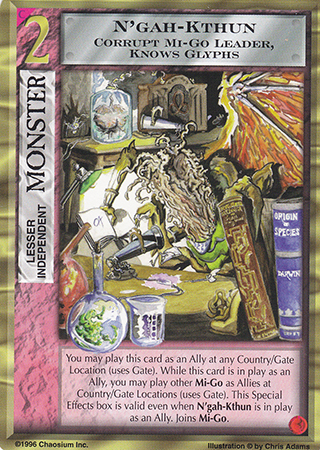 N'GAH-KTHUN
CORRUPT MI-GO LEADER,
KNOWS GLYPHS
2
MONSTER
LESSER
INDEPENDENT
ORIGIN
OF
SPECIES
DARWIN
You may play this card as an Ally at any Country/Gate
Location (uses Gate). While this card is in play as an
Ally, you may play other Mi-Go as Allies at
Country/Gate Locations (uses Gate). This Special
Effects box is valid even when N'gah-Kthun is in play
as an Ally. Joins Mi-Go.
©1996 Chaosium Inc.
Illustration © by Chris Adams